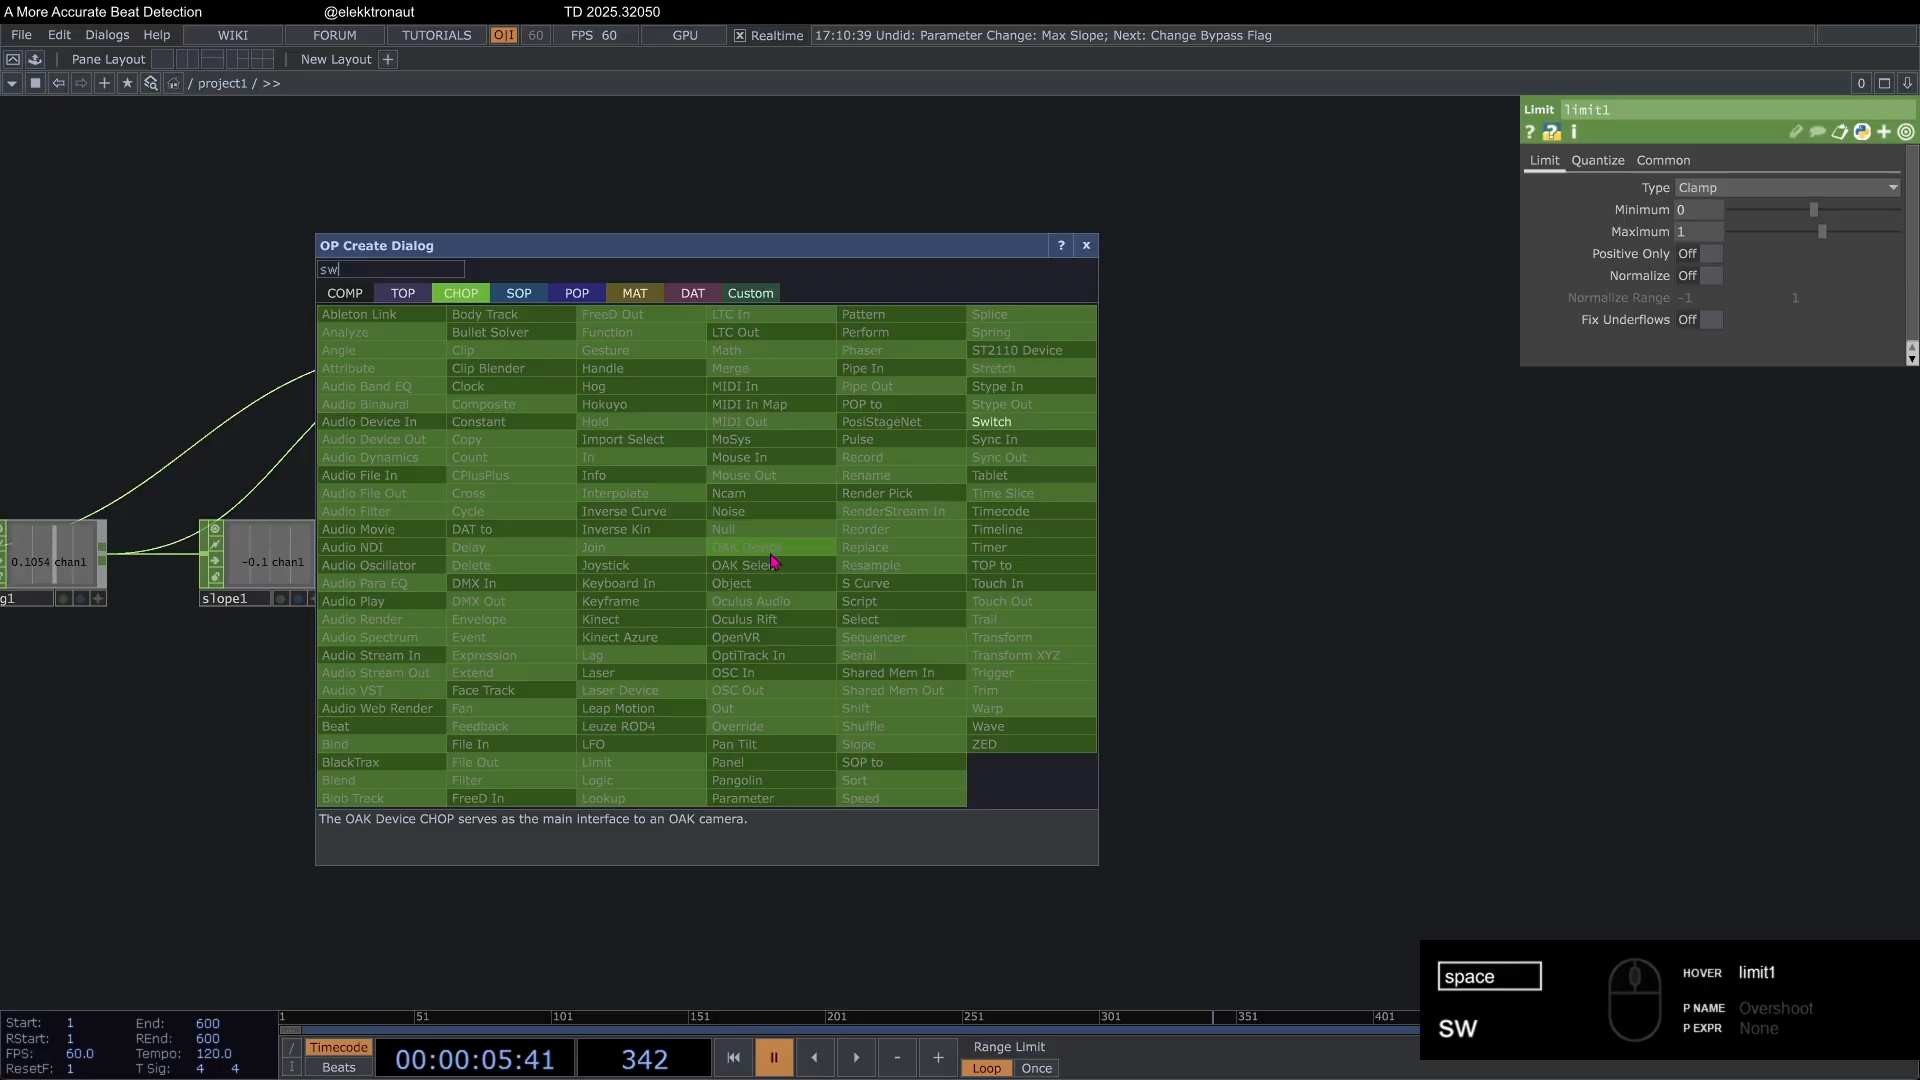 A More Accurate Beat Detection @elekktronaut TD 2025.32050
File Edit Dialogs Help WIKI FORUM TUTORIALS O|I 60 FPS 60 GPU Realtime 17:10:39 Undid: Parameter Change: Max Slope; Next: Change Bypass Flag
Pane Layout New Layout +
/ project1 / >> 0
Limit limit1
? ? i
Limit Quantize Common
Type Clamp
Minimum 0
Maximum 1
Positive Only Off
Normalize Off
Normalize Range -1 1
Fix Underflows Off
OP Create Dialog ? x
sw
COMP TOP CHOP SOP POP MAT DAT Custom
Ableton Link Body Track FreeD Out LTC In Pattern Splice
Analyze Bullet Solver Function LTC Out Perform Spring
Angle Clip Gesture Math Phaser ST2110 Device
Attribute Clip Blender Handle Merge Pipe In Stretch
Audio Band EQ Clock Hog MIDI In Pipe Out Stype In
Audio Binaural Composite Hokuyo MIDI In Map POP to Stype Out
Audio Device In Constant Hold MIDI Out PosiStageNet Switch
Audio Device Out Copy Import Select MoSys Pulse Sync In
Audio Dynamics Count In Mouse In Record Sync Out
Audio File In CPlusPlus Info Mouse Out Rename Tablet
Audio File Out Cross Interpolate Ncam Render Pick Time Slice
Audio Filter Cycle Inverse Curve Noise RenderStream In Timecode
Audio Movie DAT to Inverse Kin Null Reorder Timeline
Audio NDI Delay Join OAK Device Replace Timer
Audio Oscillator Delete Joystick OAK Select Resample TOP to
Audio Para EQ DMX In Keyboard In Object S Curve Touch In
Audio Play DMX Out Keyframe Oculus Audio Script Touch Out
Audio Render Envelope Kinect Oculus Rift Select Trail
Audio Spectrum Event Kinect Azure OpenVR Sequencer Transform
Audio Stream In Expression Lag OptiTrack In Serial Transform XYZ
Audio Stream Out Extend Laser OSC In Shared Mem In Trigger
Audio VST Face Track Laser Device OSC Out Shared Mem Out Trim
Audio Web Render Fan Leap Motion Out Shift Warp
Beat Feedback Leuze ROD4 Override Shuffle Wave
Bind File In LFO Pan Tilt Slope ZED
BlackTrax File Out Limit Panel SOP to
Blend Filter Logic Pangolin Sort
Blob Track FreeD In Lookup Parameter Speed
The OAK Device CHOP serves as the main interface to an OAK camera.
0.1054 chan1 -0.1 chan1
g1 slope1
space
SW
HOVER limit1
P NAME Overshoot
P EXPR None
1 51 101 151 201 251 301 351 401
Start: 1 End: 600
RStart: 1 REnd: 600
FPS: 60.0 Tempo: 120.0
ResetF: 1 T Sig: 4 4
/ Timecode
I Beats
00:00:05:41 342 - +
Range Limit
Loop Once